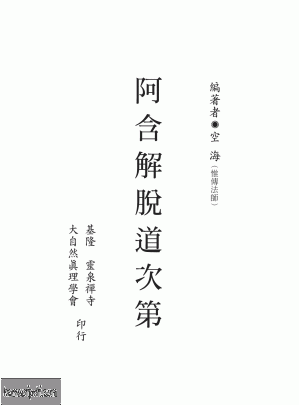 編著者◉空海（惟傳法師）
阿含解脫道次第
基隆 靈泉禪寺
大自然眞理學會
印行